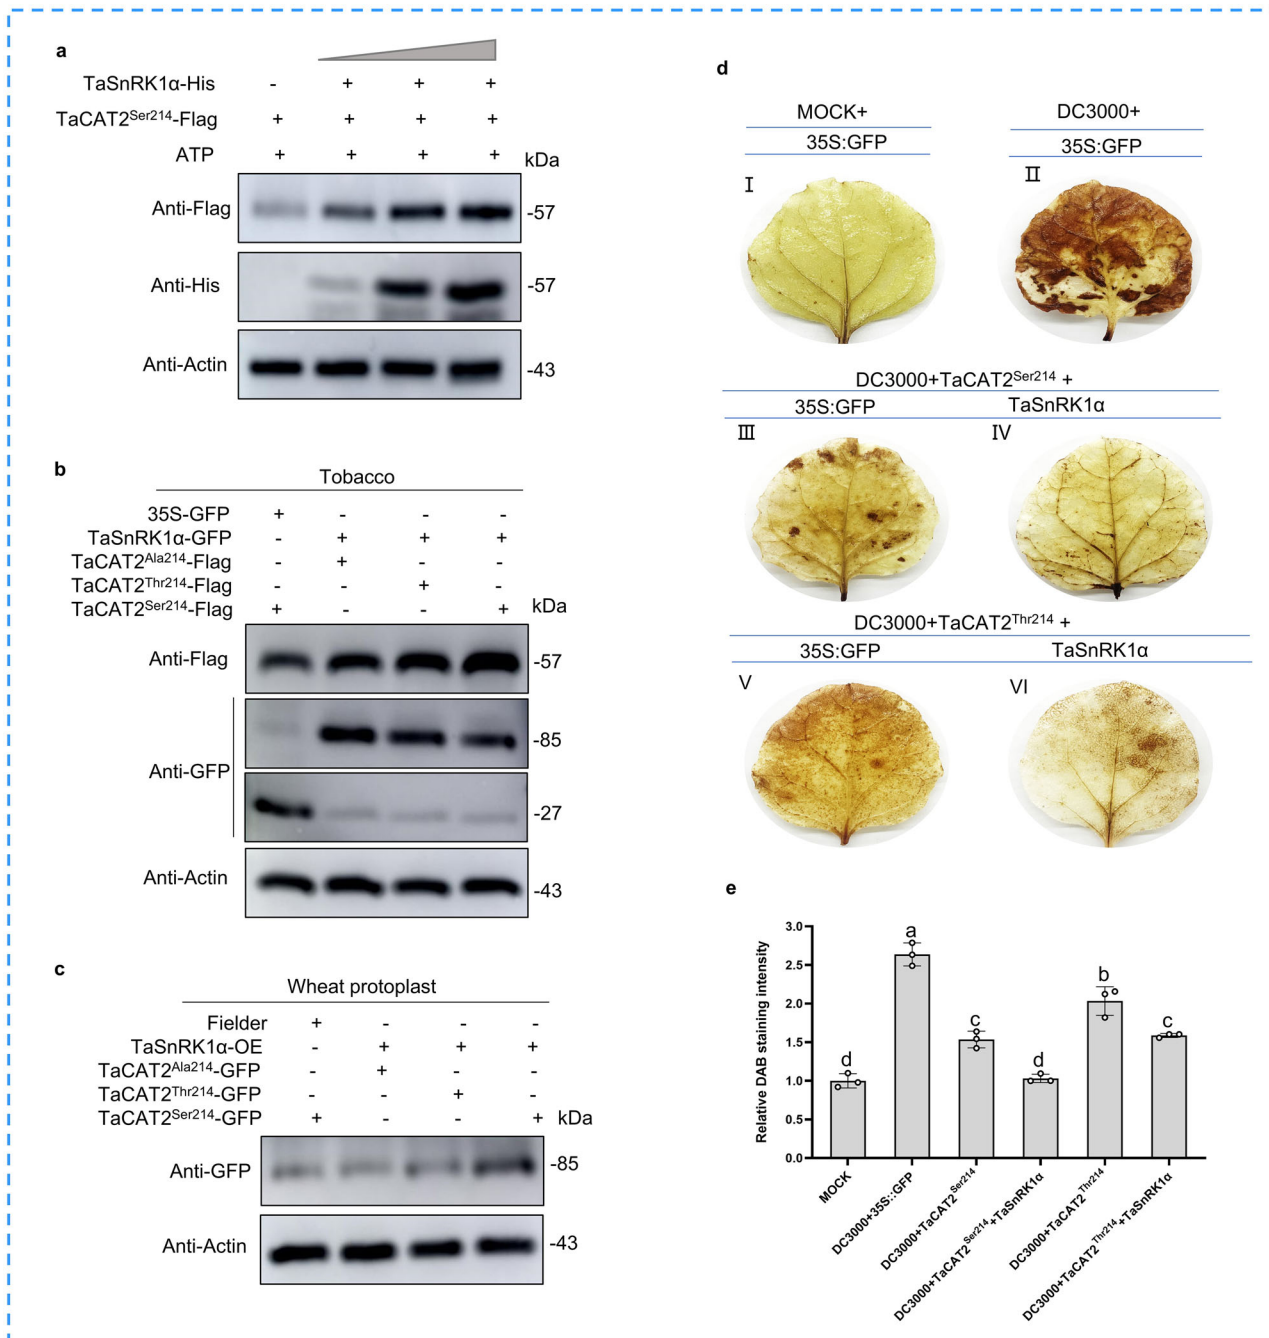 a
TaSnRK1α-His - + + +
TaCAT2Ser214-Flag + + + +
ATP + + + + kDa
Anti-Flag -57
Anti-His -57
Anti-Actin -43
b
Tobacco
35S-GFP + - - -
TaSnRK1α-GFP - + + +
TaCAT2Ala214-Flag - + - -
TaCAT2Thr214-Flag - - + -
TaCAT2Ser214-Flag + - - + kDa
Anti-Flag -57
-85
Anti-GFP
-27
Anti-Actin -43
c
Wheat protoplast
Fielder + - - -
TaSnRK1α-OE - + + +
TaCAT2Ala214-GFP - + - -
TaCAT2Thr214-GFP - - + -
TaCAT2Ser214-GFP + - - + kDa
Anti-GFP -85
Anti-Actin -43
d
MOCK+ DC3000+
35S:GFP 35S:GFP
I II
DC3000+TaCAT2Ser214 +
35S:GFP TaSnRK1α
III IV
DC3000+TaCAT2Thr214 +
35S:GFP TaSnRK1α
V VI
e
Relative DAB staining intensity
3.0
2.5
2.0
1.5
1.0
0.5
0.0
d a c d b c
MOCK
DC3000+35S::GFP
DC3000+TaCAT2Ser214
DC3000+TaCAT2Ser214+TaSnRK1α
DC3000+TaCAT2Thr214
DC3000+TaCAT2Thr214+TaSnRK1α